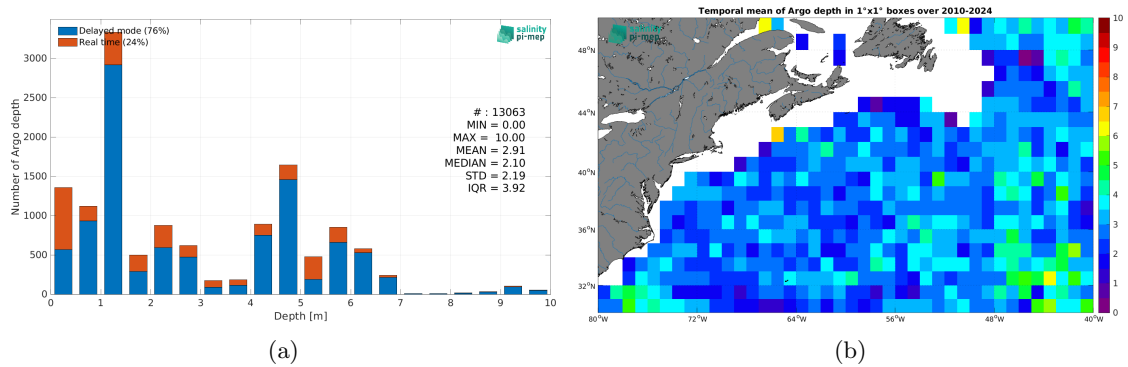 Delayed mode (76%)
Real time (24%)
salinity
pi-mep
3000
2500
2000
1500
1000
500
0
Number of Argo depth
# : 13063
MIN = 0.00
MAX = 10.00
MEAN = 2.91
MEDIAN = 2.10
STD = 2.19
IQR = 3.92
0 1 2 3 4 5 6 7 8 9 10
Depth [m]
(a)
Temporal mean of Argo depth in 1°x1° boxes over 2010-2024
salinity
pi-mep
48°N
44°N
40°N
36°N
32°N
80°W 72°W 64°W 56°W 48°W 40°W
10
9
8
7
6
5
4
3
2
1
0
(b)